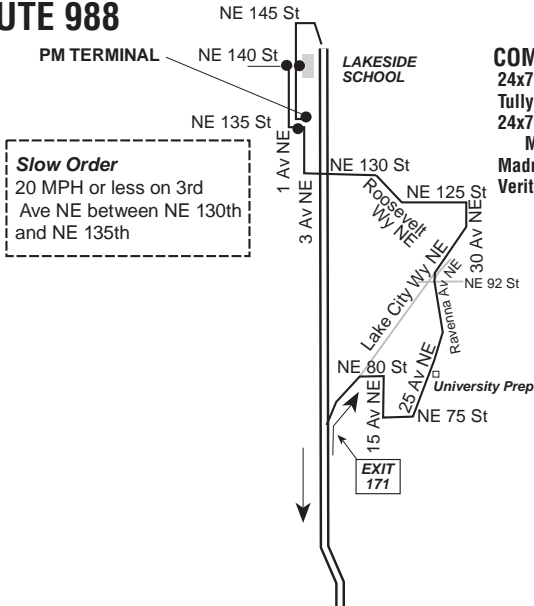 UTE 988
NE 145 St
PM TERMINAL
NE 140 St
LAKESIDE
SCHOOL
COM
24x7
Tully
24x7
M
Madr
Verit
NE 135 St
Slow Order
20 MPH or less on 3rd
Ave NE between NE 130th
and NE 135th
1 Av NE
3 Av NE
NE 130 St
Roosevelt
Wy NE
NE 125 St
30 Av NE
Lake City Wy NE
NE 92 St
Ravenna Av NE
NE 80 St
25 Av NE
University Prep
15 Av NE
NE 75 St
EXIT
171